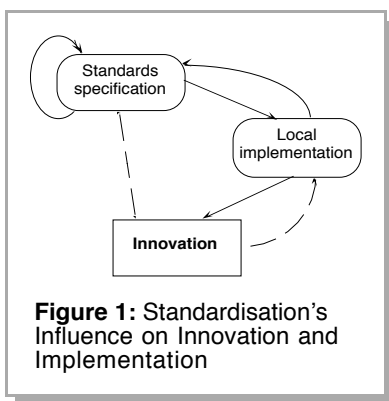 Standards
specification
Local
implementation
Innovation
Figure 1: Standardisation's
Influence on Innovation and
Implementation